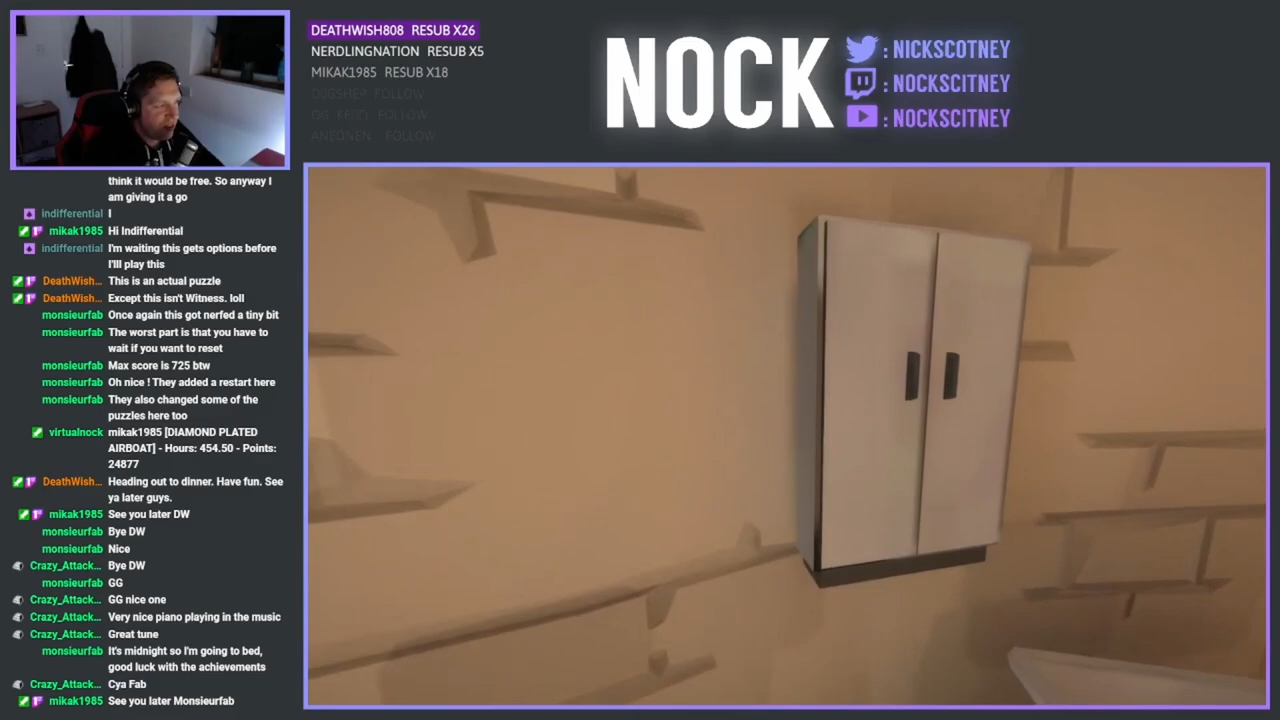 DEATHWISH808 RESUB X26
NERDLINGNATION RESUB X5
MIKAK1985 RESUB X18
NOCK
: NICKSCOTNEY
: NOCKSCITNEY
: NOCKSCITNEY
think it would be free. So anyway I
am giving it a go
indifferential I
mikak1985 Hi Indifferential
indifferential I'm waiting this gets options before
I'lll play this
DeathWish... This is an actual puzzle
DeathWish... Except this isn't Witness. loll
monsieurfab Once again this got nerfed a tiny bit
monsieurfab The worst part is that you have to
wait if you want to reset
monsieurfab Max score is 725 btw
monsieurfab Oh nice ! They added a restart here
monsieurfab They also changed some of the
puzzles here too
virtualnock mikak1985 [DIAMOND PLATED
AIRBOAT] - Hours: 454.50 - Points:
24877
DeathWish... Heading out to dinner. Have fun. See
ya later guys.
mikak1985 See you later DW
monsieurfab Bye DW
monsieurfab Nice
Crazy_Attack... Bye DW
monsieurfab GG
Crazy_Attack... GG nice one
Crazy_Attack... Very nice piano playing in the music
Crazy_Attack... Great tune
monsieurfab It's midnight so I'm going to bed,
good luck with the achievements
Crazy_Attack... Cya Fab
mikak1985 See you later Monsieurfab